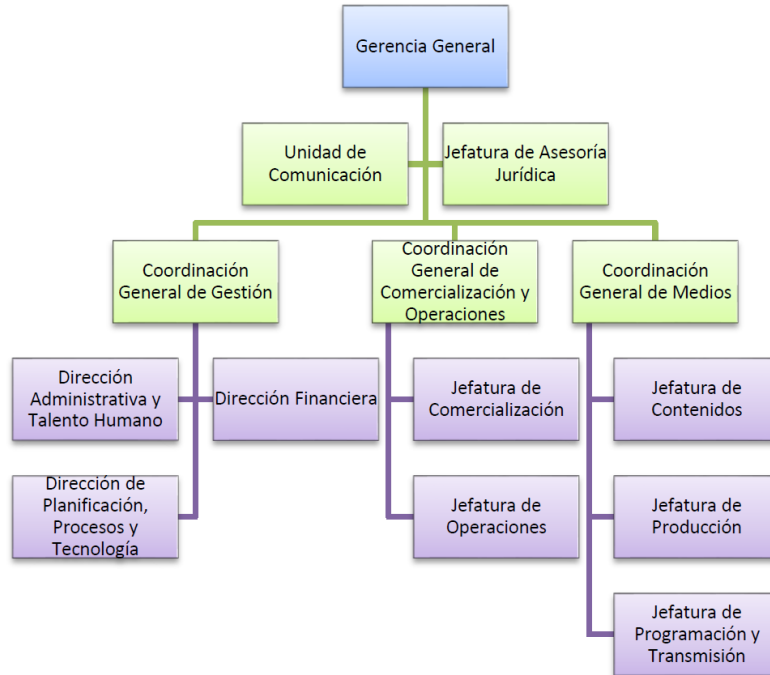 Gerencia General
Unidad de
Comunicación
Jefatura de Asesoría
Jurídica
Coordinación
General de Gestión
Coordinación
General de
Comercialización y
Operaciones
Coordinación
General de Medios
Dirección
Administrativa y
Talento Humano
Dirección Financiera
Jefatura de
Comercialización
Jefatura de
Contenidos
Dirección de
Planificación,
Procesos y
Tecnología
Jefatura de
Operaciones
Jefatura de
Producción
Jefatura de
Programación y
Transmisión